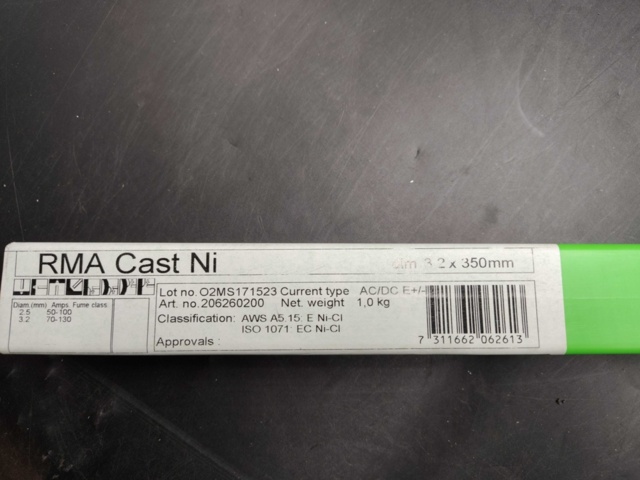 RMA Cast Ni
3.2 x 350mm
Diam.(mm) Amps Fume class
2.5 50-100
3.2 70-130
Lot no. O2MS171523 Current type AC/DC E+/-
Art. no. 206260200 Net. weight 1,0 kg
Classification: AWS A5.15: E Ni-CI
ISO 1071: EC Ni-CI
Approvals :
7 311662 062613